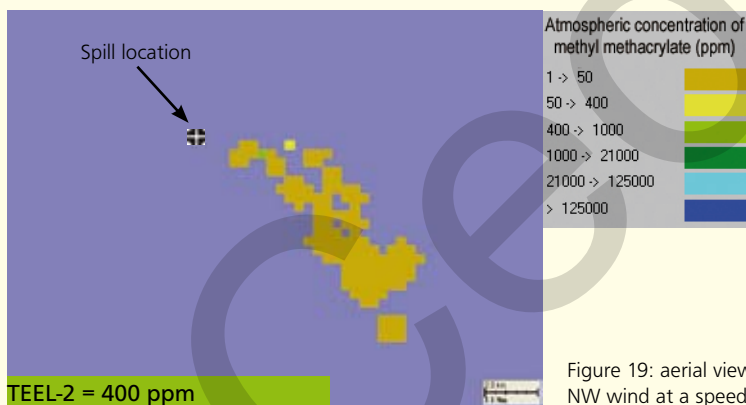 Spill location
Atmospheric concentration of
methyl methacrylate (ppm)
1 -> 50
50 -> 400
400 -> 1000
1000 -> 21000
21000 -> 125000
> 125000
TEEL-2 = 400 ppm
Figure 19: aerial view
NW wind at a speed